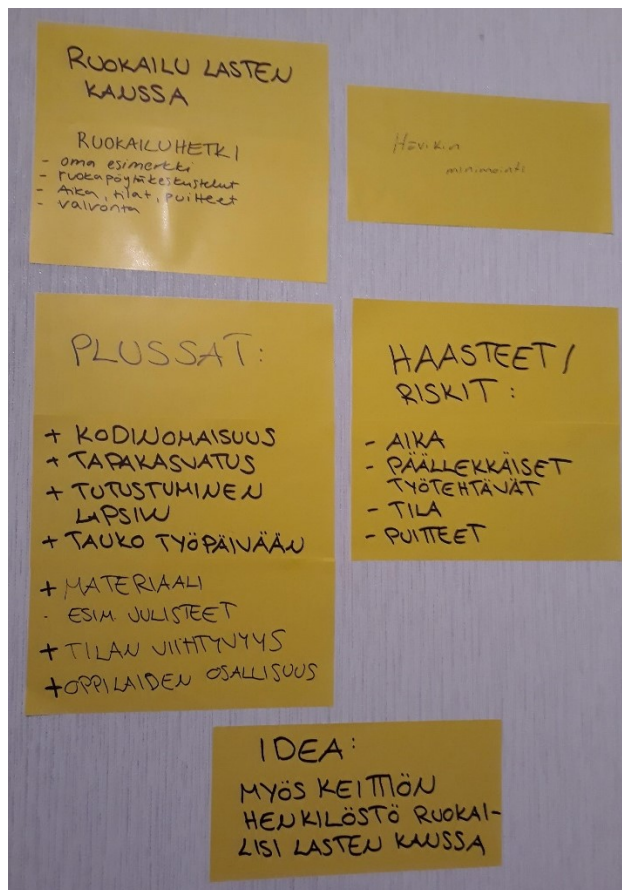 RUOKAILU LASTEN
KANSSA
RUOKAILUHETKI
- oma esimerkki
- ruokapöytäkeskustelut
- Aika, tilat, puitteet
- valvonta
Hävikin
minimointi
PLUSSAT:
+ KODINOMAISUUS
+ TAPAKASVATUS
+ TUTUSTUMINEN
LAPSIIN
+ TAUKO TYÖPÄIVÄÄN
+ MATERIAALI
- ESIM JULISTEET
+ TILAN VIIHTYVYYS
+ OPPILAIDEN OSALLISUUS
HAASTEET /
RISKIT:
- AIKA
- PÄÄLLEKKÄISET
TYÖTEHTÄVÄT
- TILA
- PUITTEET
IDEA:
MYÖS KEITTIÖN
HENKILÖSTÖ RUOKAI-
LISI LASTEN KANSSA